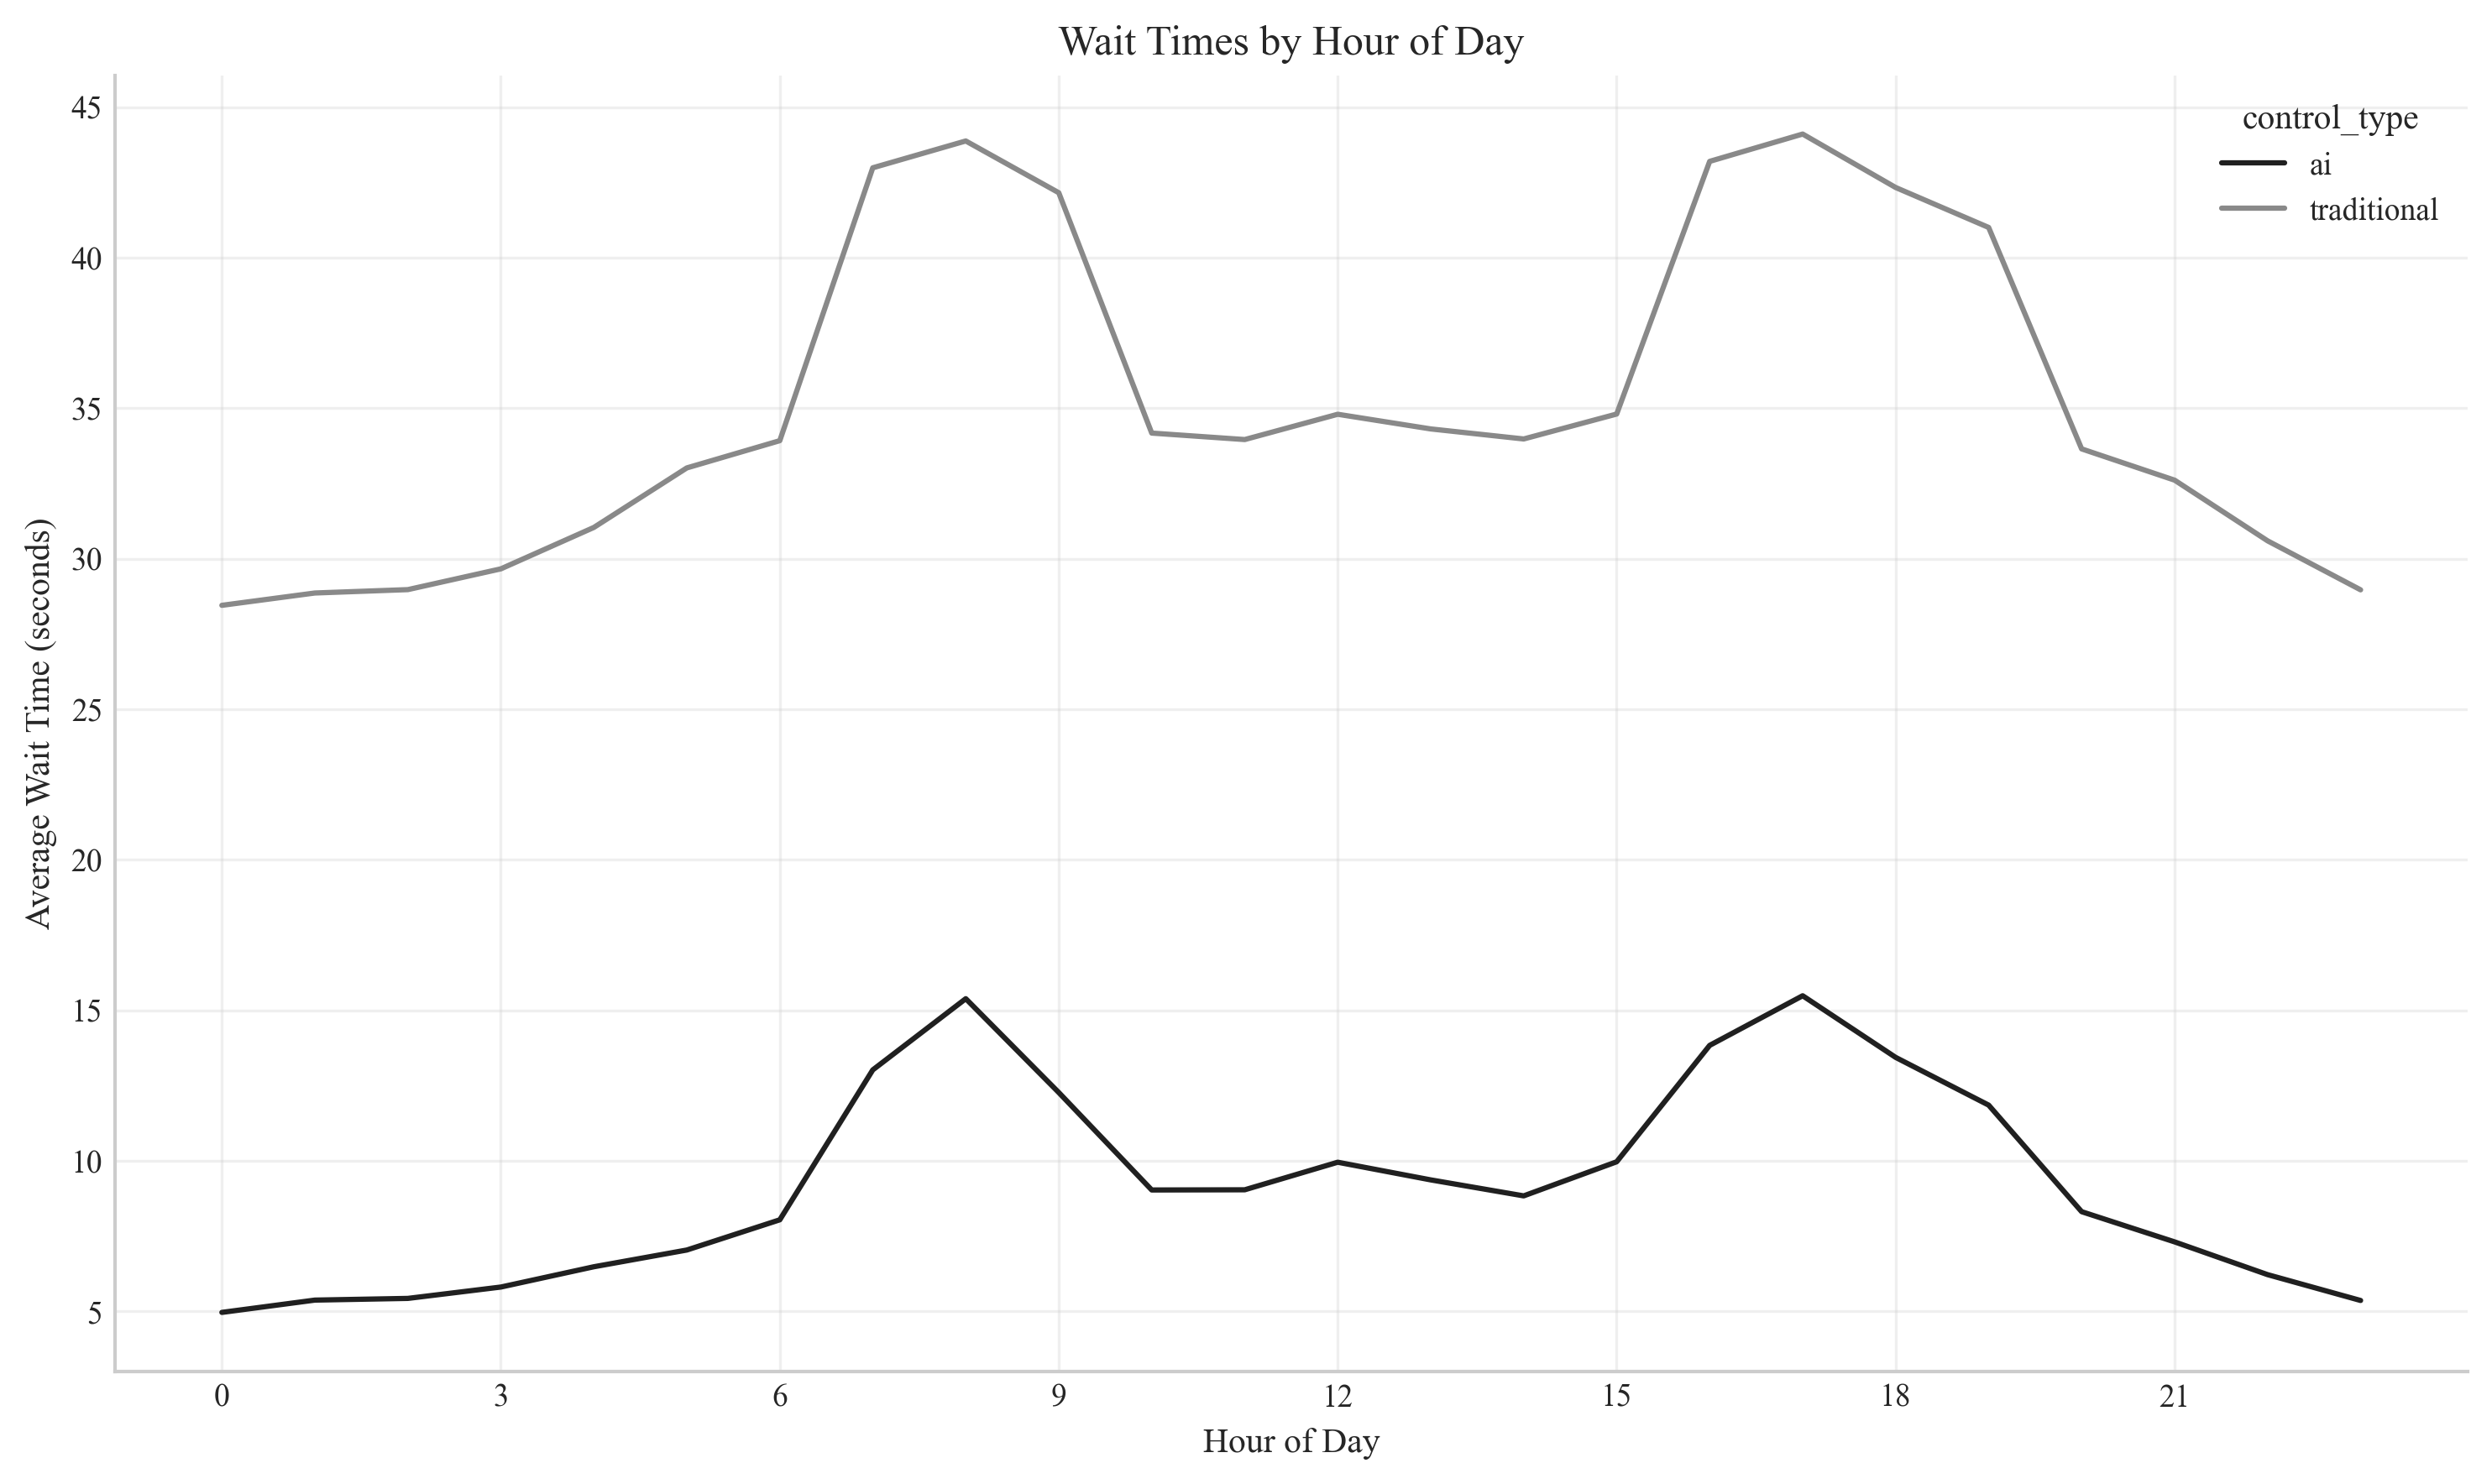 Wait Times by Hour of Day
45
40
35
30
25
20
15
10
5
Average Wait Time (seconds)
control_type
ai
traditional
0 3 6 9 12 15 18 21
Hour of Day